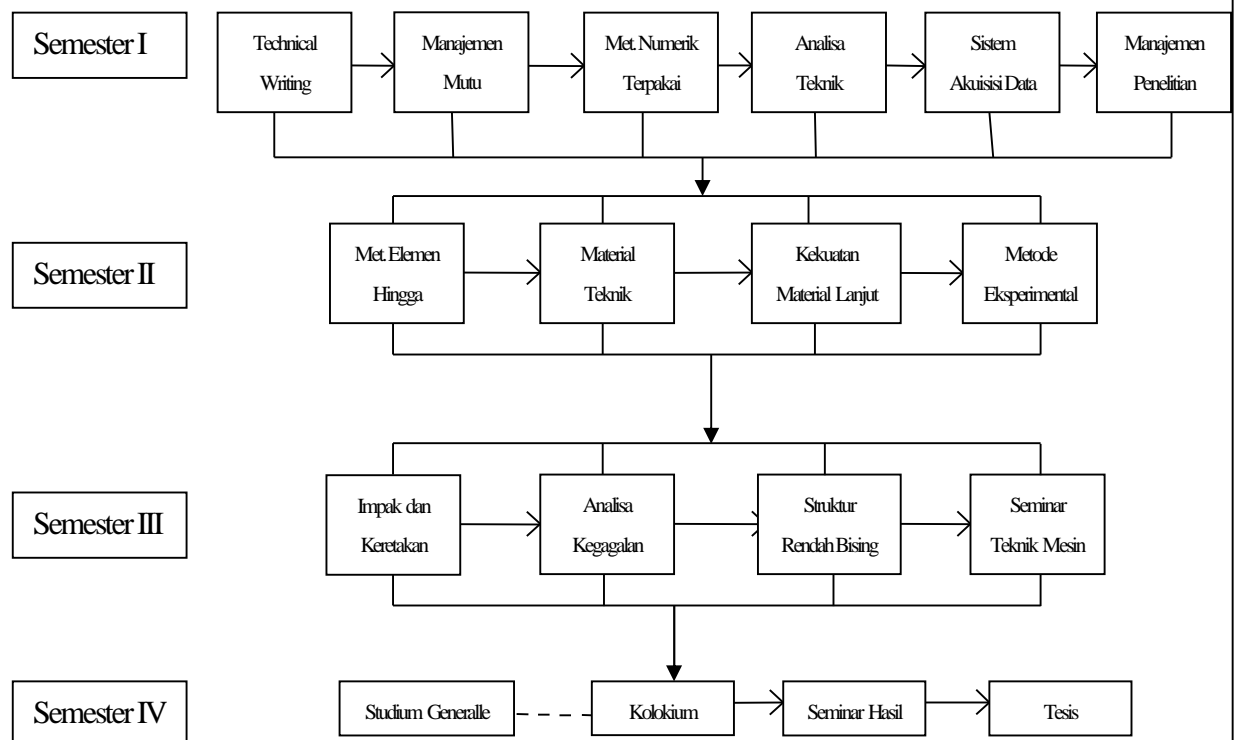 Semester I
Technical
Writing
Manajemen
Mutu
Met. Numerik
Terpakai
Analisa
Teknik
Sistem
Akuisisi Data
Manajemen
Penelitian
Semester II
Met. Elemen
Hingga
Material
Teknik
Kekuatan
Material Lanjut
Metode
Eksperimental
Semester III
Impak dan
Keretakan
Analisa
Kegagalan
Struktur
Rendah Bising
Seminar
Teknik Mesin
Semester IV
Studium Generalle
Kolokium
Seminar Hasil
Tesis